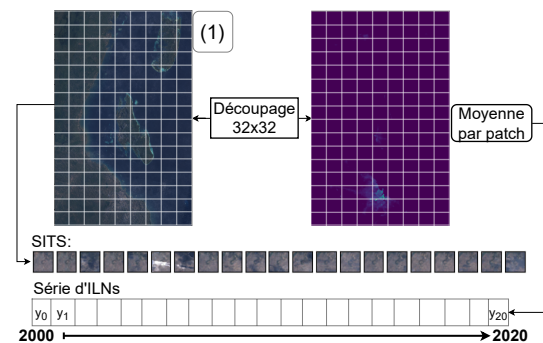 (1)
Découpage
32x32
Moyenne
par patch
SITS:
Série d'ILNs
y0 y1 y20
2000 2020